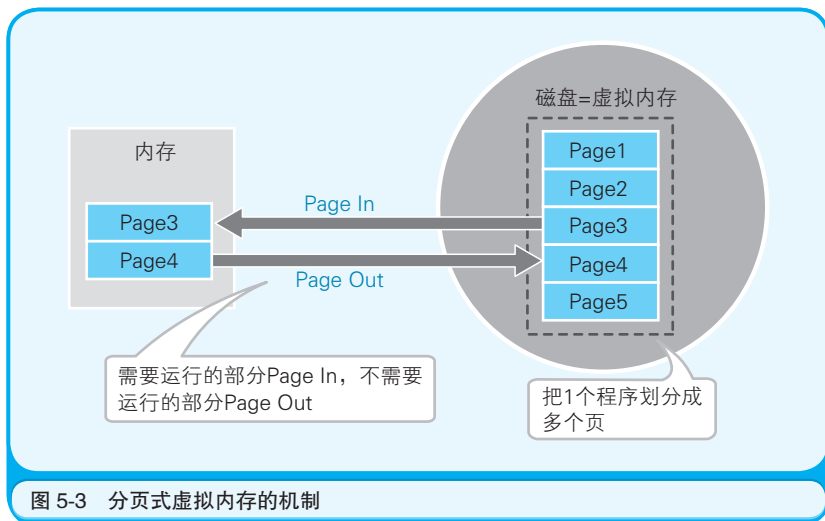 磁盘=虚拟内存
内存
Page1
Page2
Page3
Page4
Page5
Page3
Page4
Page In
Page Out
需要运行的部分Page In，不需要
运行的部分Page Out
把1个程序划分成
多个页
图 5-3 分页式虚拟内存的机制